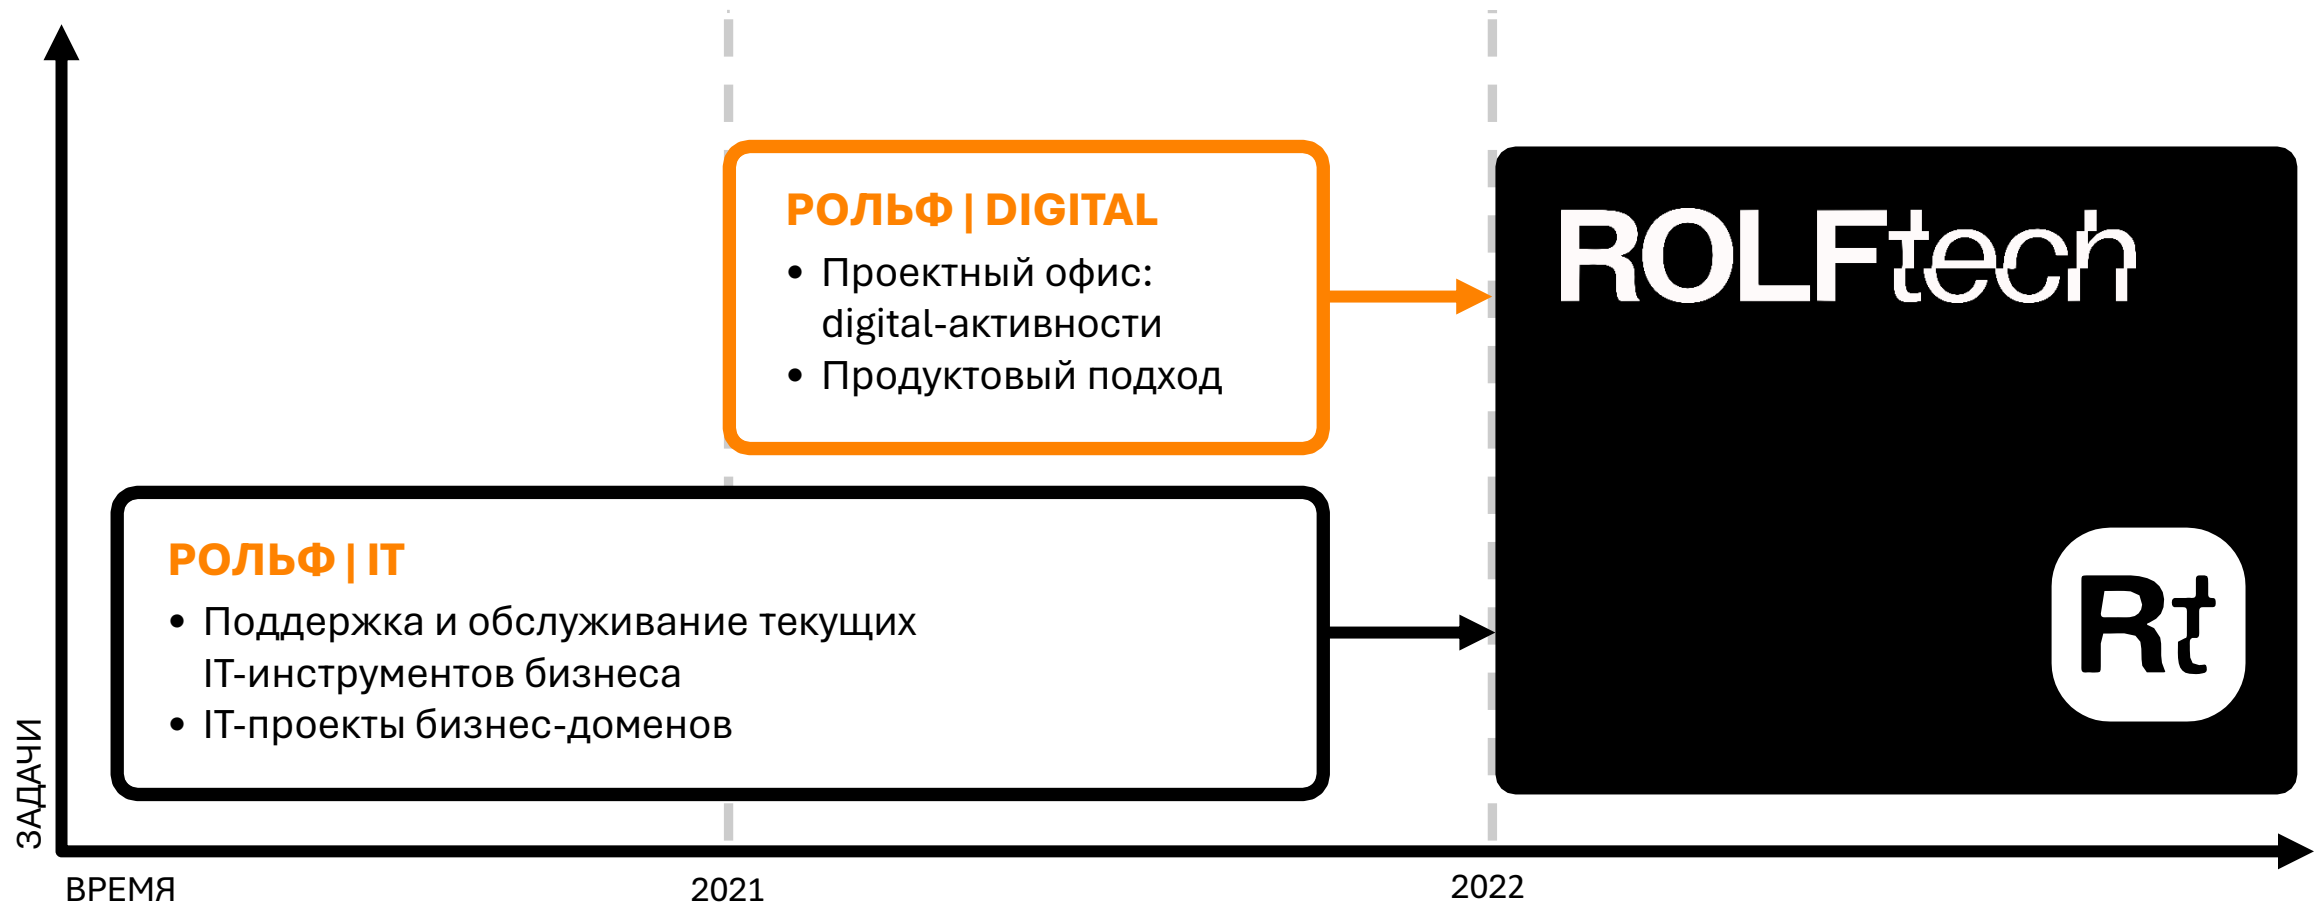 РОЛЬФ | DIGITAL
• Проектный офис:
digital-активности
• Продуктовый подход
ROLFtech
РОЛЬФ | IT
• Поддержка и обслуживание текущих
IT-инструментов бизнеса
• IT-проекты бизнес-доменов
Rt
ЗАДАЧИ
ВРЕМЯ
2021
2022